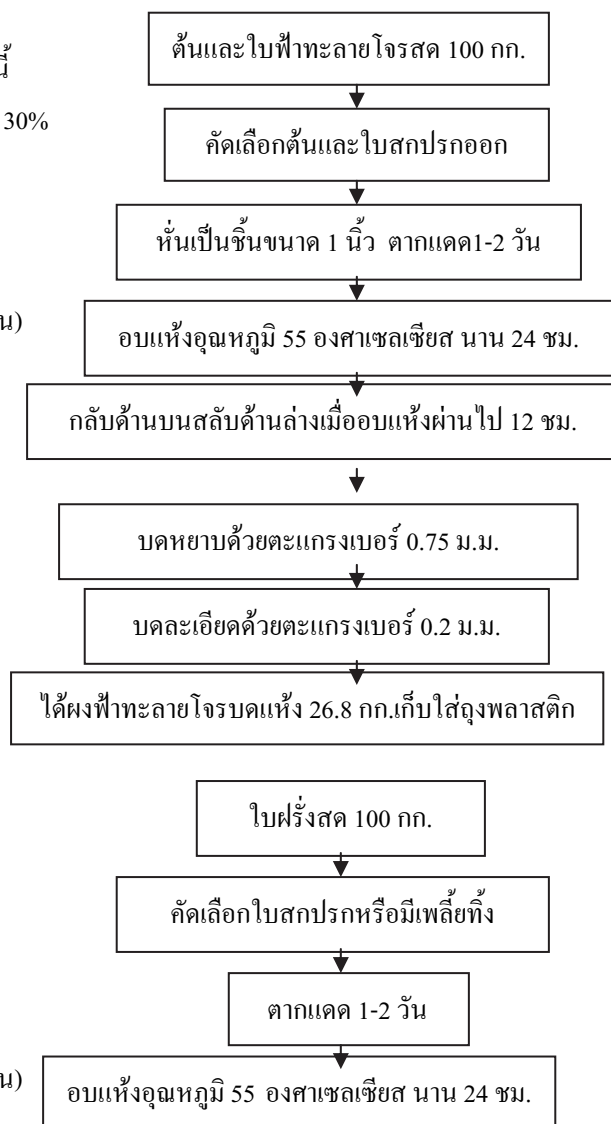 ต้นและใบฟ้าทะลายโจรสด 100 กก.
นี้
30%
คัดเลือกต้นและใบสกปรกออก
หั่นเป็นชิ้นขนาด 1 นิ้ว ตากแดด1-2 วัน
น)
อบแห้งอุณหภูมิ 55 องศาเซลเซียส นาน 24 ชม.
กลับด้านบนสลับด้านล่างเมื่ออบแห้งผ่านไป 12 ชม.
บดหยาบด้วยตะแกรงเบอร์ 0.75 ม.ม.
บดละเอียดด้วยตะแกรงเบอร์ 0.2 ม.ม.
ได้ผงฟ้าทะลายโจรบดแห้ง 26.8 กก.เก็บใส่ถุงพลาสติก
ใบฝรั่งสด 100 กก.
คัดเลือกใบสกปรกหรือมีเพลี้ยทิ้ง
ตากแดด 1-2 วัน
น)
อบแห้งอุณหภูมิ 55 องศาเซลเซียส นาน 24 ชม.